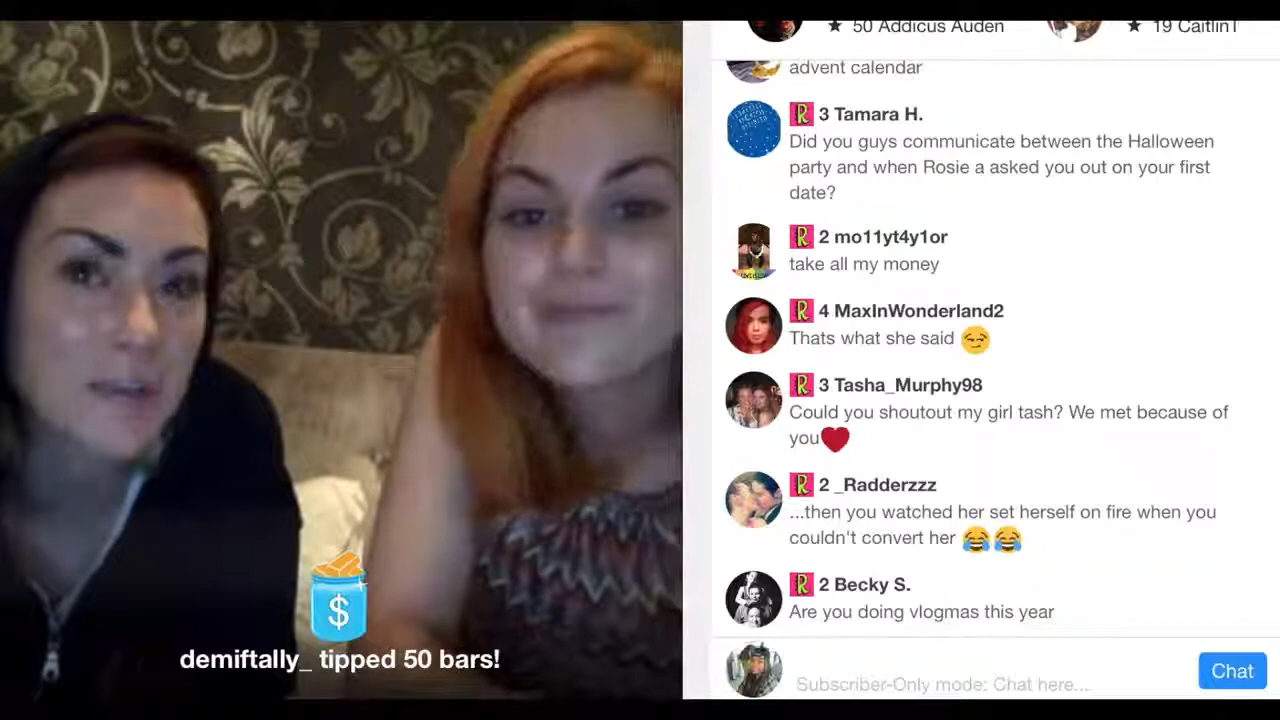 ★ 50 Addicus Auden
★ 19 CaitlinT
advent calendar
R 3 Tamara H.
Did you guys communicate between the Halloween
party and when Rosie a asked you out on your first
date?
R 2 mo11yt4y1or
take all my money
R 4 MaxInWonderland2
Thats what she said 😏
R 3 Tasha_Murphy98
Could you shoutout my girl tash? We met because of
you❤️
R 2 _Radderzzz
...then you watched her set herself on fire when you
couldn't convert her 😂😂
R 2 Becky S.
Are you doing vlogmas this year
$
demiftally_ tipped 50 bars!
Subscriber-Only mode: Chat here...
Chat